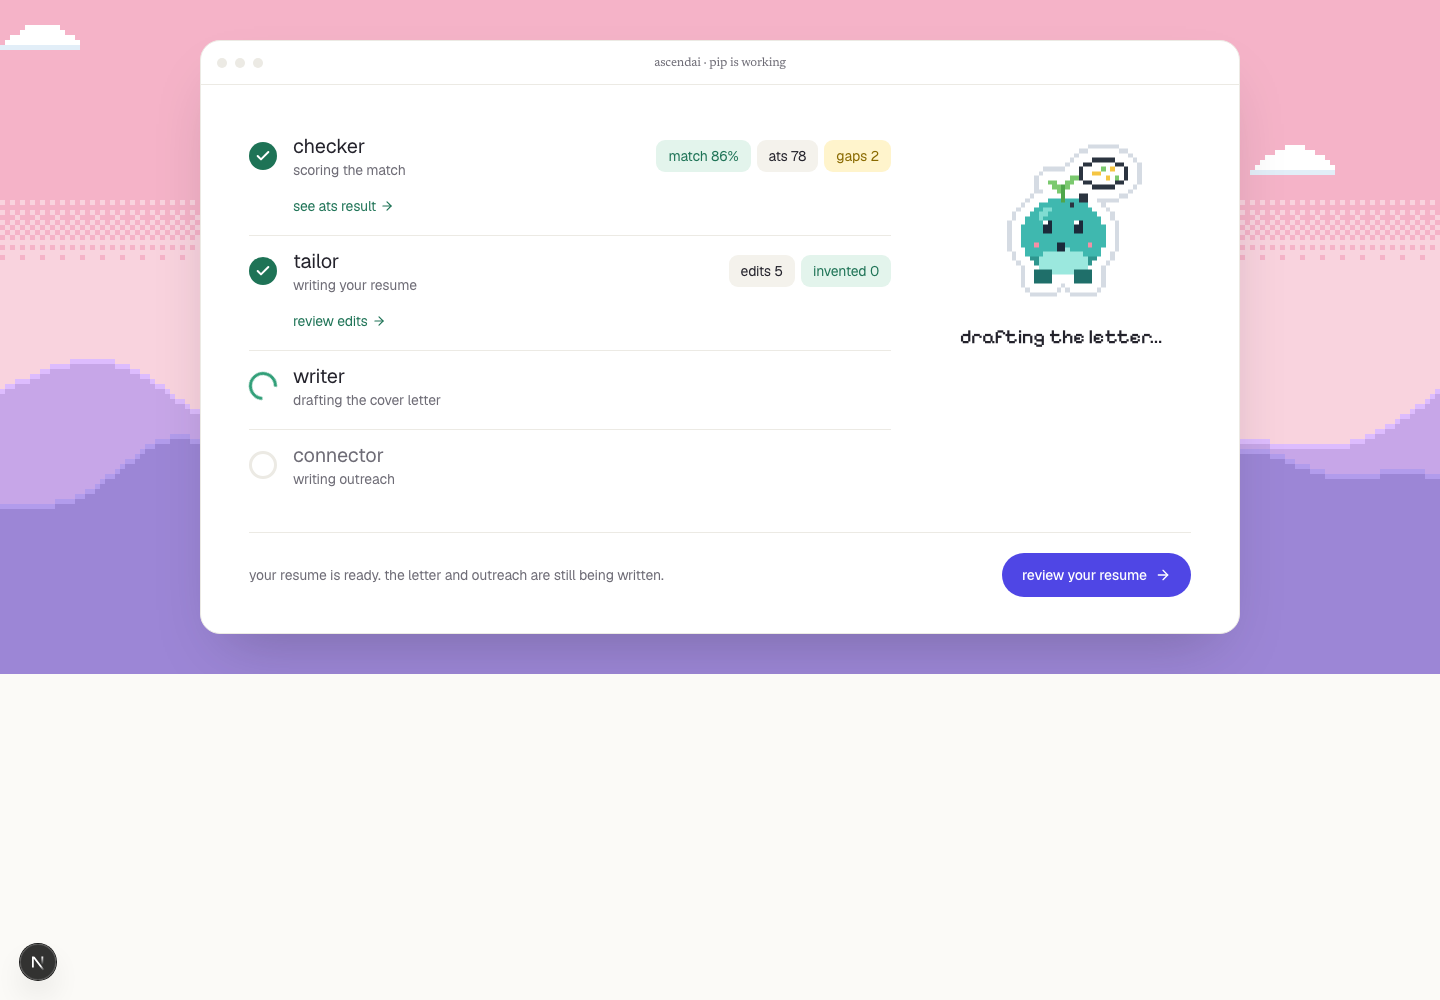 ascendai · pip is working
checker
scoring the match
match 86%
ats 78
gaps 2
see ats result →
tailor
writing your resume
edits 5
invented 0
review edits →
writer
drafting the cover letter
connector
writing outreach
drafting the letter...
your resume is ready. the letter and outreach are still being written.
review your resume →
N